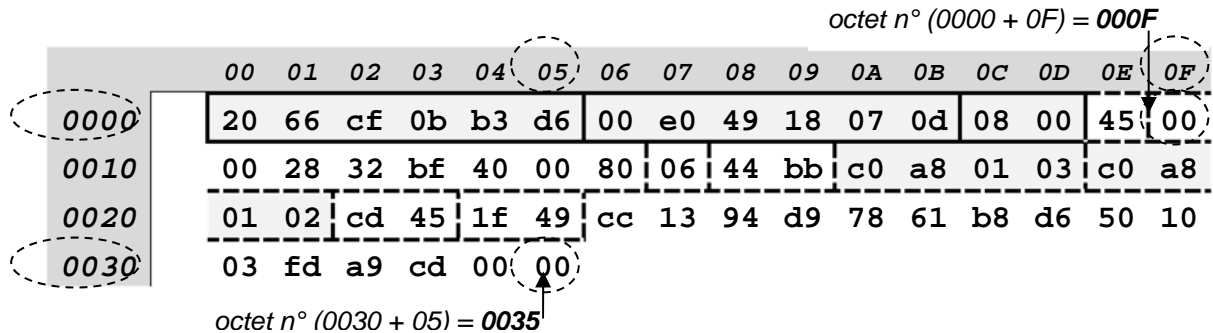 octet n° (0000 + 0F) = 000F
00 01 02 03 04 05 06 07 08 09 0A 0B 0C 0D 0E 0F
0000 20 66 cf 0b b3 d6 00 e0 49 18 07 0d 08 00 45 00
0010 00 28 32 bf 40 00 80 06 44 bb c0 a8 01 03 c0 a8
0020 01 02 cd 45 1f 49 cc 13 94 d9 78 61 b8 d6 50 10
0030 03 fd a9 cd 00 00
octet n° (0030 + 05) = 0035